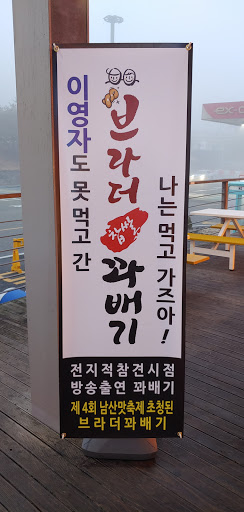 이영자도 못 먹고 간
브라더
찹쌀
꽈배기
나는 먹고 가즈아!
전지적참견시점
방송출연 꽈배기
제 4회 남산맛축제 초청된
브라더꽈배기